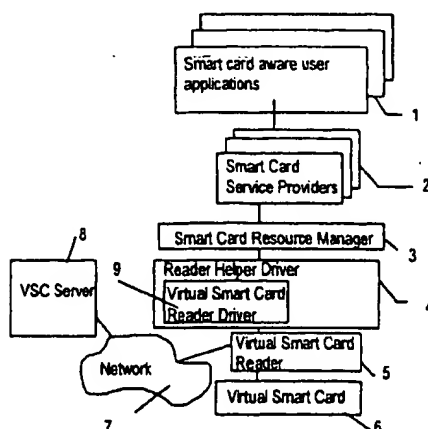 Smart card aware user
applications
1
Smart Card
Service Providers
2
8
Smart Card Resource Manager
3
9
Reader Helper Driver
VSC Server
Virtual Smart Card
Reader Driver
4
Virtual Smart Card
Reader
5
Network
Virtual Smart Card
7
6